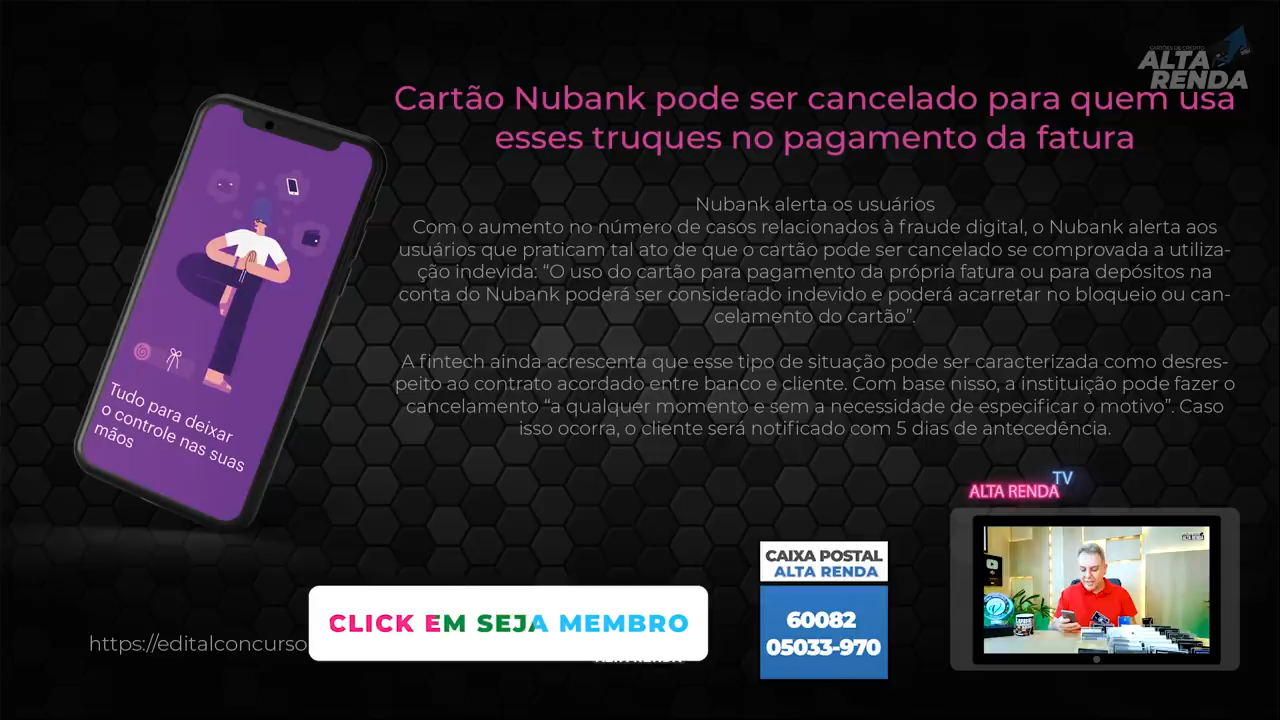 CARTÕES DE CRÉDITO
ALTA
RENDA
Cartão Nubank pode ser cancelado para quem usa
esses truques no pagamento da fatura
Nubank alerta os usuários
Com o aumento no número de casos relacionados à fraude digital, o Nubank alerta aos
usuários que praticam tal ato de que o cartão pode ser cancelado se comprovada a utiliza-
ção indevida: “O uso do cartão para pagamento da própria fatura ou para depósitos na
conta do Nubank poderá ser considerado indevido e poderá acarretar no bloqueio ou can-
celamento do cartão”.
A fintech ainda acrescenta que esse tipo de situação pode ser caracterizada como desres-
peito ao contrato acordado entre banco e cliente. Com base nisso, a instituição pode fazer o
cancelamento “a qualquer momento e sem a necessidade de especificar o motivo”. Caso
isso ocorra, o cliente será notificado com 5 dias de antecedência.
Tudo para deixar
o controle nas suas
mãos
TV
ALTA RENDA
CAIXA POSTAL
ALTA RENDA
60082
05033-970
CLICK EM SEJA MEMBRO
https://editalconcurso